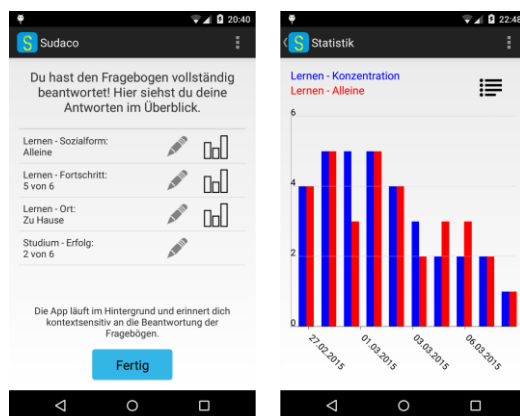 20:40
Sudaco
Du hast den Fragebogen vollständig
beantwortet! Hier siehst du deine
Antworten im Überblick.
Lernen - Sozialform:
Alleine
Lernen - Fortschritt:
5 von 6
Lernen - Ort:
Zu Hause
Studium - Erfolg:
2 von 6
Die App läuft im Hintergrund und erinnert dich
kontextsensitiv an die Beantwortung der
Fragebögen.
Fertig
22:48
Statistik
Lernen - Konzentration
Lernen - Alleine
6
4
2
0
27.02.2015
01.03.2015
03.03.2015
06.03.2015